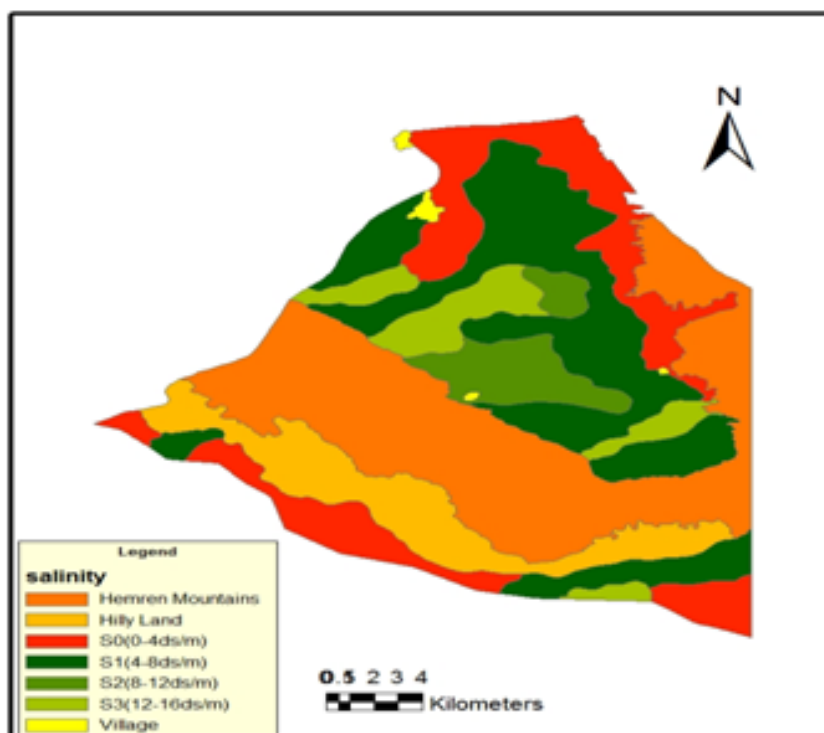 N
Legend
salinity
Hemren Mountains
Hilly Land
S0(0-4ds/m)
S1(4-8ds/m)
S2(8-12ds/m)
S3(12-16ds/m)
Village
0.5 2 3 4
Kilometers